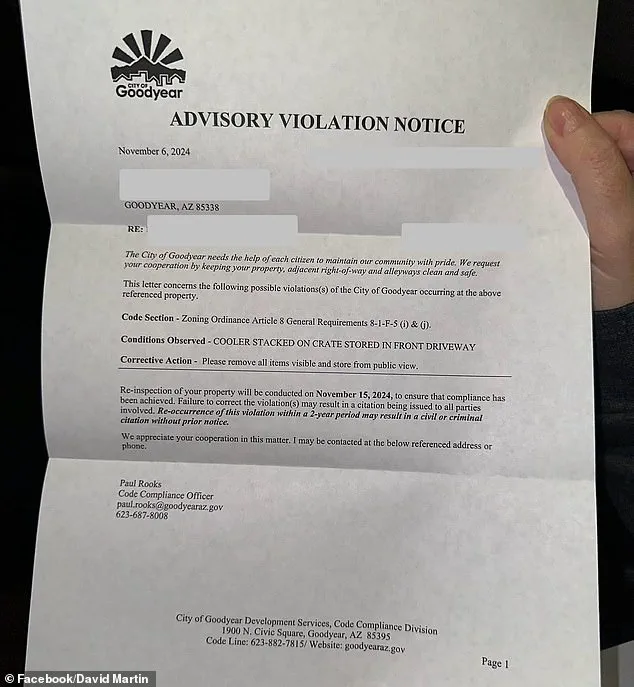 CITY OF
Goodyear
ADVISORY VIOLATION NOTICE
November 6, 2024
GOODYEAR, AZ 85338
RE:
The City of Goodyear needs the help of each citizen to maintain our community with pride. We request
your cooperation by keeping your property, adjacent right-of-way and alleyways clean and safe.
This letter concerns the following possible violations(s) of the City of Goodyear occurring at the above
referenced property.
Code Section - Zoning Ordinance Article 8 General Requirements 8-1-F-5 (i) & (j).
Conditions Observed - COOLER STACKED ON CRATE STORED IN FRONT DRIVEWAY
Corrective Action - Please remove all items visible and store from public view.
Re-inspection of your property will be conducted on November 15, 2024, to ensure that compliance has
been achieved. Failure to correct the violation(s) may result in a citation being issued to all parties
involved. Re-occurrence of this violation within a 2-year period may result in a civil or criminal
citation without prior notice.
We appreciate your cooperation in this matter. I may be contacted at the below referenced address or
phone.
Paul Rooks
Code Compliance Officer
paul.rooks@goodyearaz.gov
623-687-8008
City of Goodyear Development Services, Code Compliance Division
1900 N. Civic Square, Goodyear, AZ 85395
Code Line: 623-882-7815/ Website: goodyearaz.gov
Page 1
© Facebook/David Martin